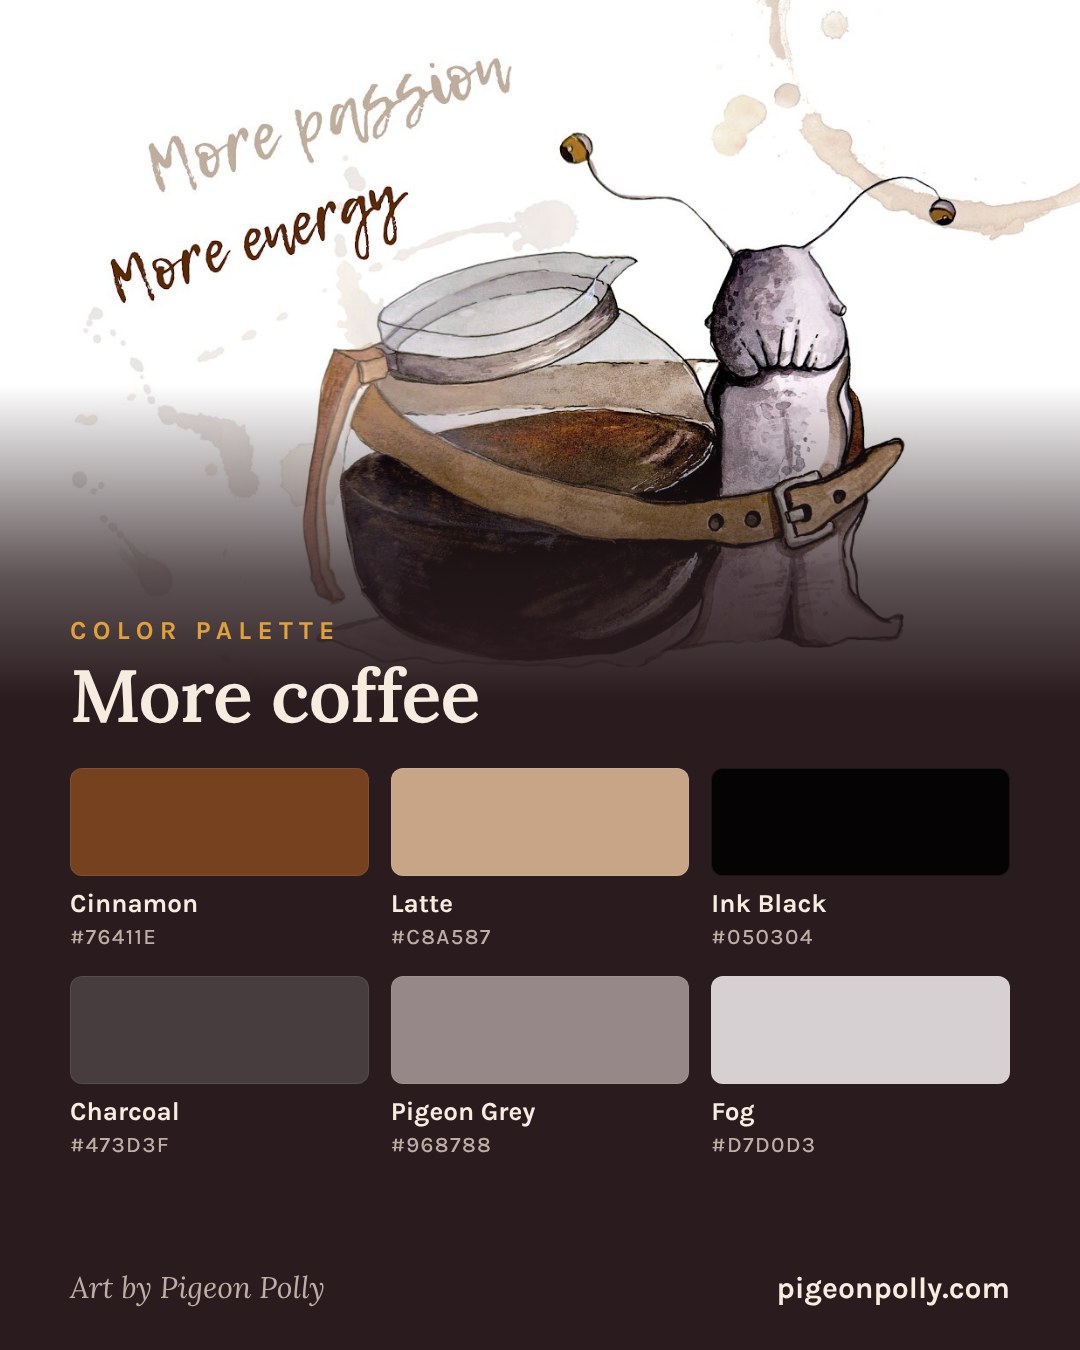 More passion
More energy
COLOR PALETTE
More coffee
Cinnamon
#76411E
Latte
#C8A587
Ink Black
#050304
Charcoal
#473D3F
Pigeon Grey
#968788
Fog
#D7D0D3
Art by Pigeon Polly
pigeonpolly.com